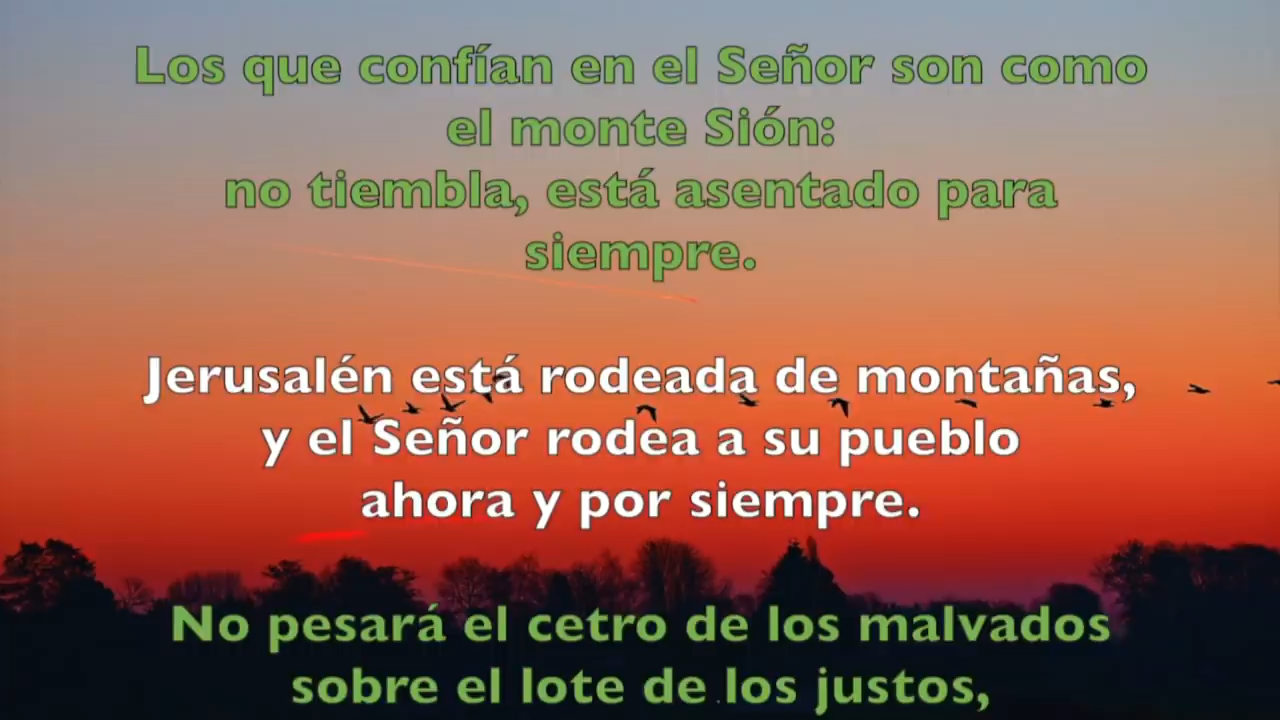 Los que confían en el Señor son como
el monte Sión:
no tiembla, está asentado para
siempre.
Jerusalén está rodeada de montañas,
y el Señor rodea a su pueblo
ahora y por siempre.
No pesará el cetro de los malvados
sobre el lote de los justos,